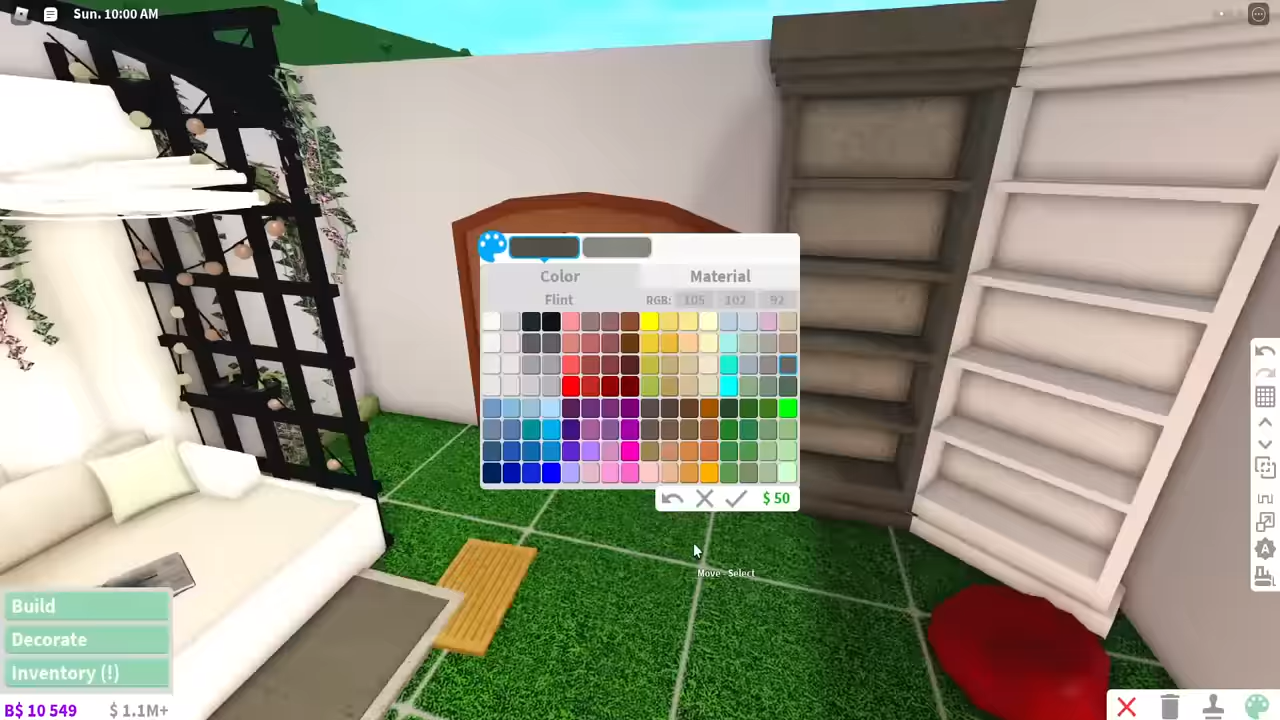 Sun. 10:00 AM
Color
Material
Flint
RGB: 105 102 92
$ 50
Move - Select
A
Build
Decorate
Inventory (!)
B$ 10 549 $ 1.1M+